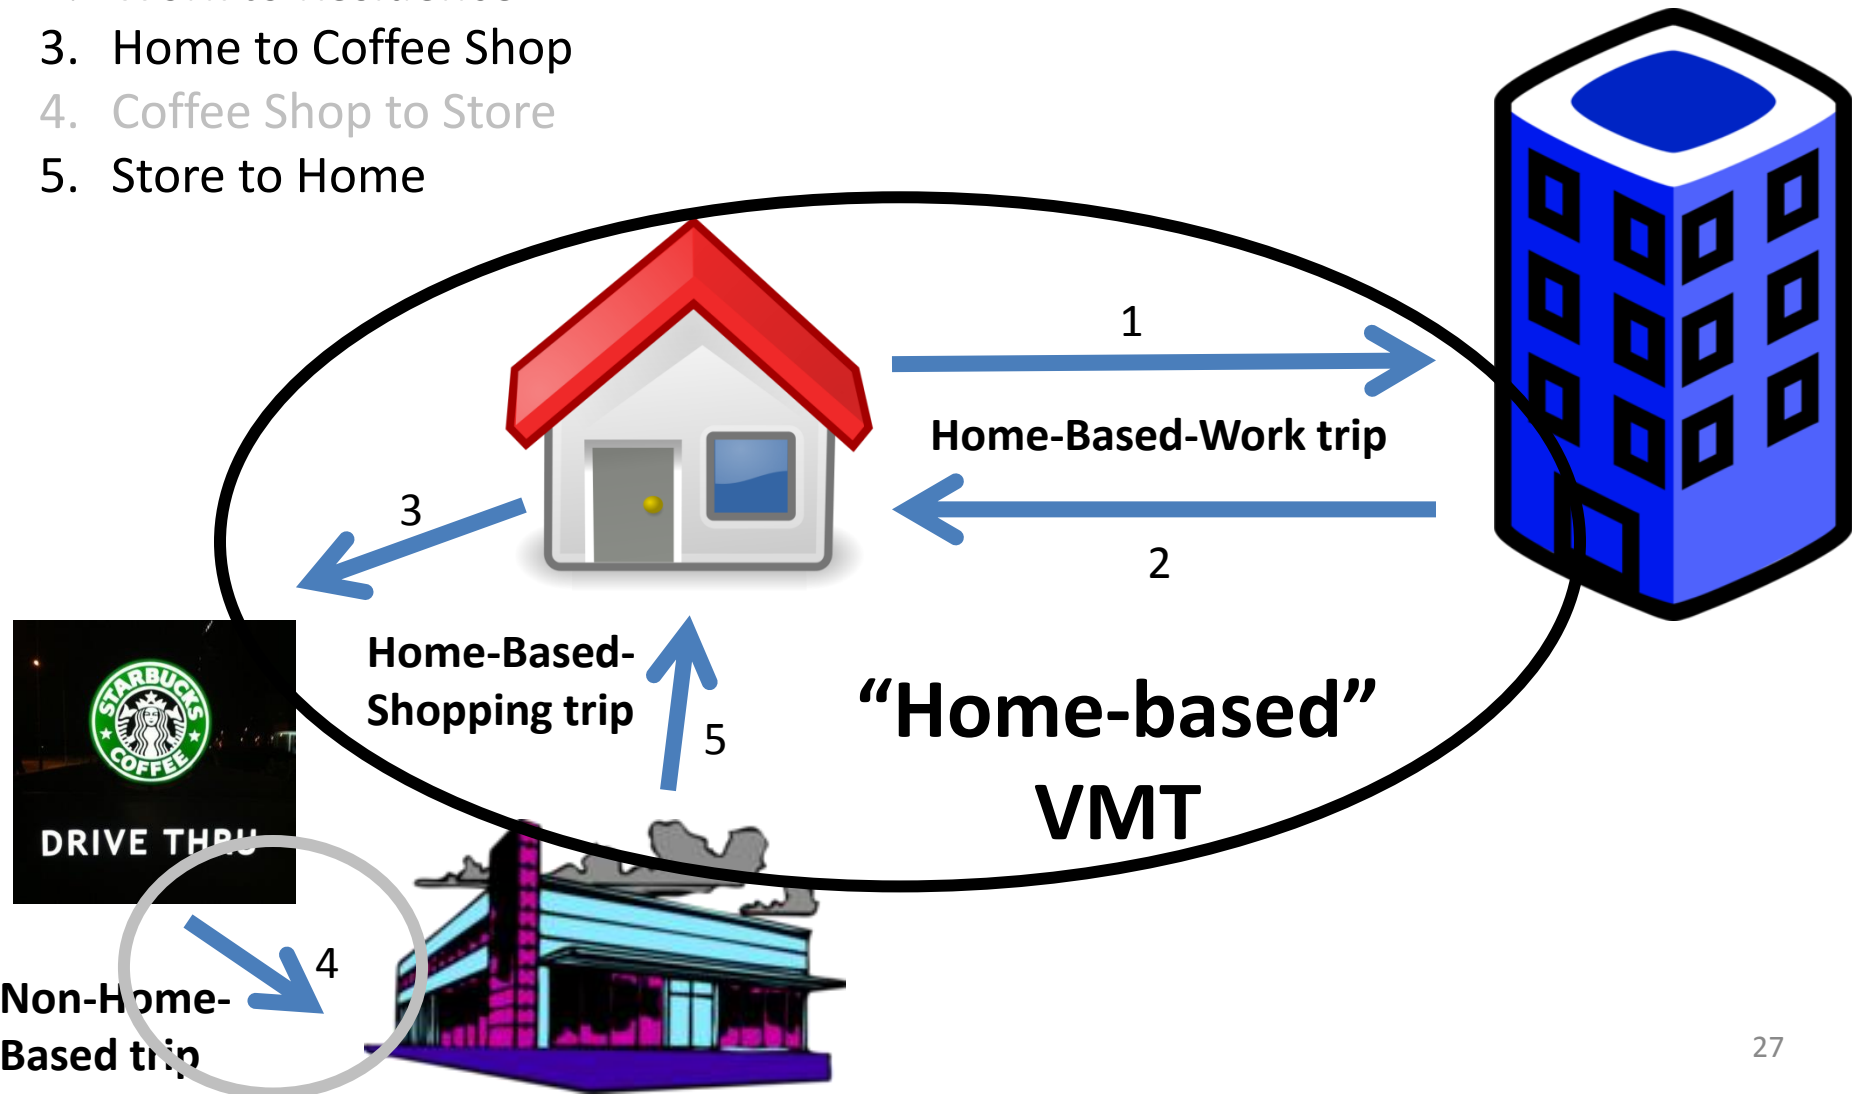 3. Home to Coffee Shop
4. Coffee Shop to Store
5. Store to Home
1
Home-Based-Work trip
3
2
Home-Based-
Shopping trip
5
“Home-based”
VMT
STARBUCKS
COFFEE
DRIVE THRU
4
Non-Home-
Based trip
27